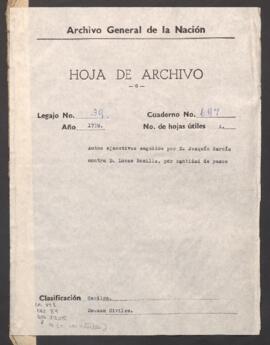 Archivo General de la Nación
HOJA DE ARCHIVO
Legajo No. 39
Cuaderno No. 697
Año
No. de hojas útiles
Autos ejecutivos seguidos por D. Joaquín García
contra D. Lucas Bonilla, por cantidad de pesos
Clasificación
Causas Civiles.